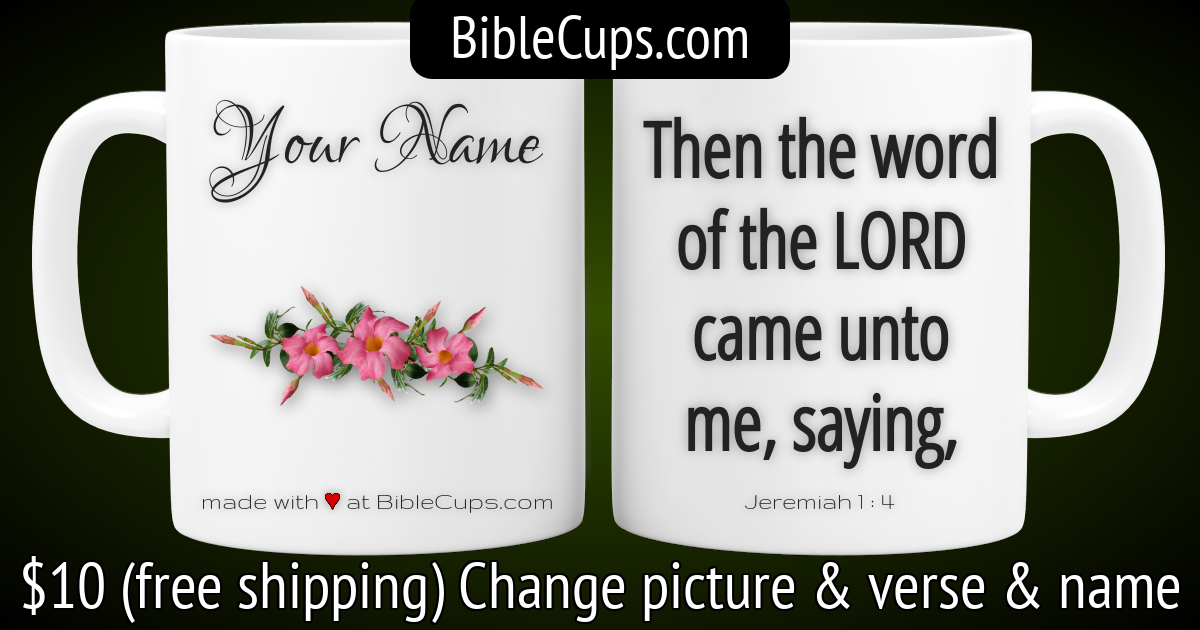 BibleCups.com
Your Name
made with ♥ at BibleCups.com
Then the word
of the LORD
came unto
me, saying,
Jeremiah 1 : 4
$10 (free shipping) Change picture & verse & name